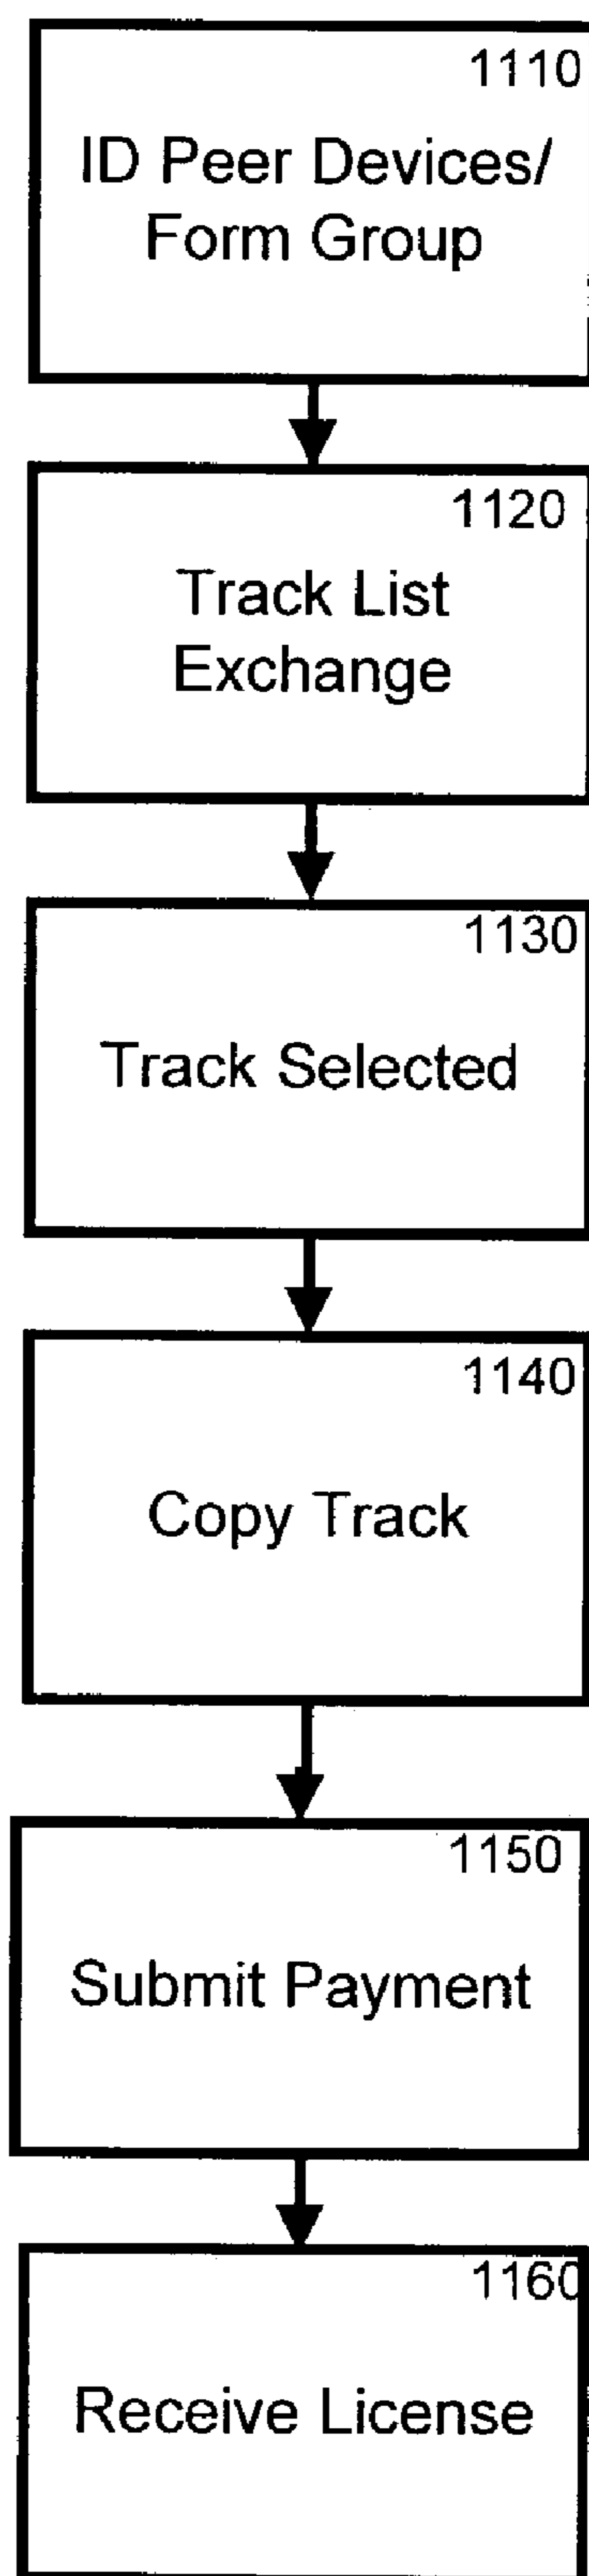 1110
ID Peer Devices/
Form Group
1120
Track List
Exchange
1130
Track Selected
1140
Copy Track
1150
Submit Payment
1160
Receive License